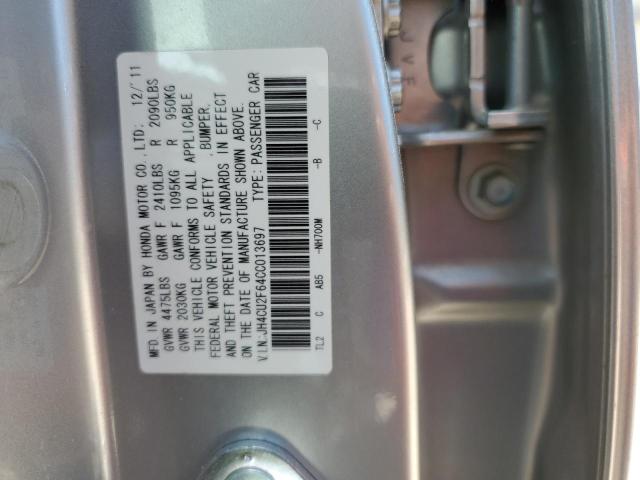 MFD. IN JAPAN BY HONDA MOTOR CO., LTD. 12/'11
GVWR 4475LBS GAWR F 2410LBS R 2090LBS
GVWR 2030KG GAWR F 1095KG R 950KG
THIS VEHICLE CONFORMS TO ALL APPLICABLE
FEDERAL MOTOR VEHICLE SAFETY , BUMPER,
AND THEFT PREVENTION STANDARDS IN EFFECT
ON THE DATE OF MANUFACTURE SHOWN ABOVE.
V.I.N: JH4CU2F64CC013697 TYPE: PASSENGER CAR
TL2 C AB5 -NH700M -B -C
J V F